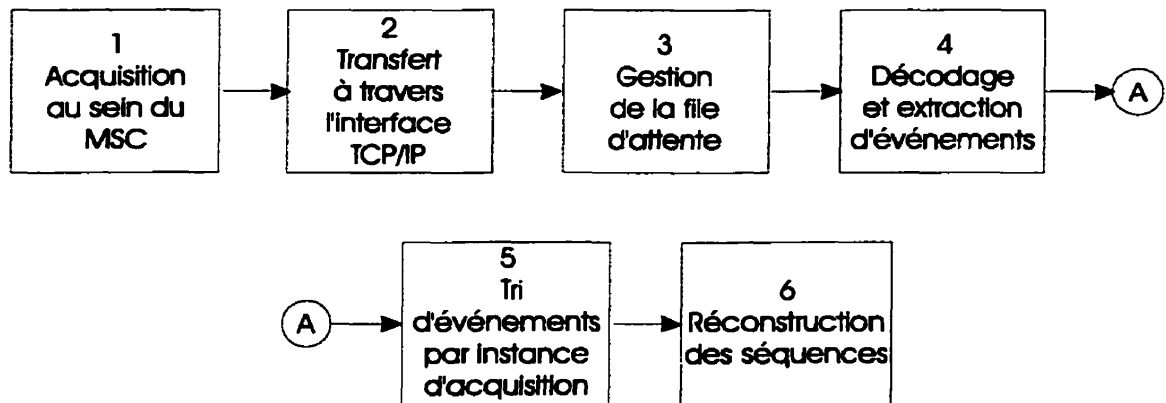 1
Acquisition
au sein du
MSC
2
Transfert
à travers
l'interface
TCP/IP
3
Gestion
de la file
d'attente
4
Décodage
et extraction
d'événements
A
A
5
Tri
d'événements
par instance
d'acquisition
6
Réconstruction
des séquences